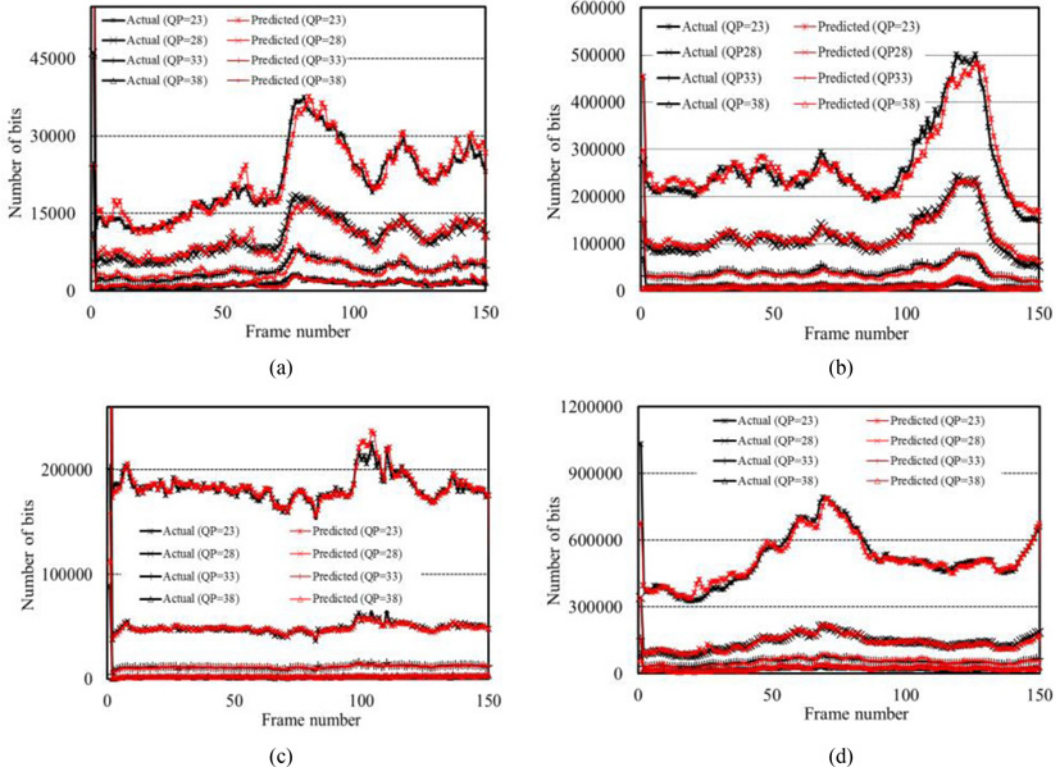 Actual (QP=23) Predicted (QP=23)
Actual (QP=28) Predicted (QP=28)
Actual (QP=33) Predicted (QP=33)
Actual (QP=38) Predicted (QP=38)
45000
30000
15000
0
Number of bits
0 50 100 150
Frame number
(a)
Actual (QP=23) Predicted (QP=23)
Actual (QP28) Predicted (QP28)
Actual (QP33) Predicted (QP33)
Actual (QP=38) Predicted (QP=38)
600000
500000
400000
300000
200000
100000
0
Number of bits
0 50 100 150
Frame number
(b)
200000
100000
0
Number of bits
Actual (QP=23) Predicted (QP=23)
Actual (QP=28) Predicted (QP=28)
Actual (QP=33) Predicted (QP=33)
Actual (QP=38) Predicted (QP=38)
0 50 100 150
Frame number
(c)
1200000
900000
600000
300000
0
Number of bits
Actual (QP=23) Predicted (QP=23)
Actual (QP=28) Predicted (QP=28)
Actual (QP=33) Predicted (QP=33)
Actual (QP=38) Predicted (QP=38)
0 50 100 150
Frame number
(d)